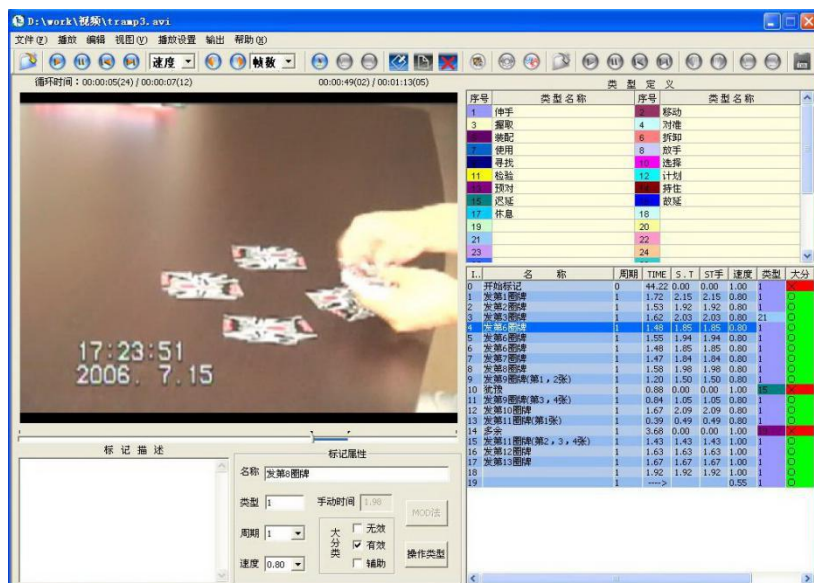 D:\work\视频\tramp3.avi
文件(F) 播放 编辑 视图(V) 播放设置 输出 帮助(H)
速度 帧数
循环时间：00:00:05(24) / 00:00:07(12) 00:00:49(02) / 00:01:13(05)
类 型 定 义
序号 类型名称 序号 类型名称
1 伸手 2 移动
3 握取 4 对准
装配 6 拆卸
7 使用 8 放手
寻找 10 选择
11 检验 12 计划
13 预对 持住
15 迟延 故延
17 休息 18
19 20
21 22
23 24
17:23:51
2006. 7.15
I.. 名 称 周期 TIME S.T ST手 速度 类型 大分
0 开始标记 0 44.22 0.00 0.00 1.00 1 X
1 发第1圈牌 1 1.72 2.15 2.15 0.80 1 O
2 发第2圈牌 1 1.53 1.92 1.92 0.80 1 O
3 发第3圈牌 1 1.62 2.03 2.03 0.80 21 O
4 发第6圈牌 1 1.48 1.85 1.85 0.80 1 O
5 发第6圈牌 1 1.55 1.94 1.94 0.80 1 O
6 发第6圈牌 1 1.48 1.85 1.85 0.80 1 O
7 发第7圈牌 1 1.47 1.84 1.84 0.80 1 O
8 发第8圈牌 1 1.58 1.98 1.98 0.80 1 O
9 发第9圈牌(第1，2张) 1 1.20 1.50 1.50 0.80 1 O
10 犹豫 1 0.88 0.00 0.00 1.00 15 X
11 发第9圈牌(第3，4张) 1 0.84 1.05 1.05 0.80 1 O
12 发第10圈牌 1 1.67 2.09 2.09 0.80 1 O
13 发第11圈牌(第1张) 1 0.39 0.49 0.49 0.80 1 O
14 多余 1 3.68 0.00 0.00 1.00 X
15 发第11圈牌(第2，3，4张) 1 1.43 1.43 1.43 1.00 1 O
16 发第12圈牌 1 1.63 1.63 1.63 1.00 1 O
17 发第13圈牌 1 1.67 1.67 1.67 1.00 1 O
18 1 1.92 1.92 1.92 1.00 1 O
19 1 ----> 0.55 1 O
标 记 描 述
标记属性
名称 发第8圈牌
类型 1 手动时间 1.98 MOD法
周期 1 大分类 无效
有效
速度 0.80 辅助 操作类型